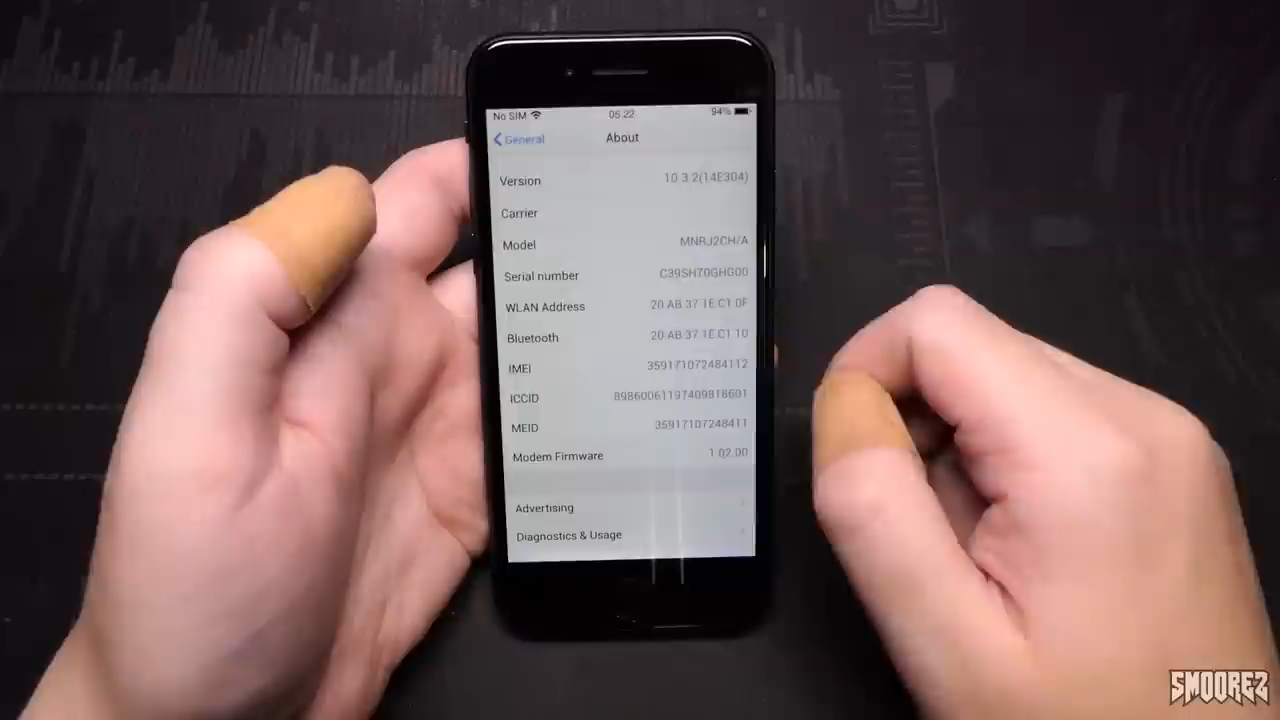 No SIM 05.22 94%
General About
Version 10 3 2(14E304)
Carrier
Model MNRJ2CH/A
Serial number C39SH70GHG00
WLAN Address 20 AB 37 1E C1 0F
Bluetooth 20 AB 37 1E C1 10
IMEI 359171072484112
ICCID 89860061197409818601
MEID 35917107248411
Modem Firmware 1 02.00
Advertising
Diagnostics & Usage
SMOOREZ